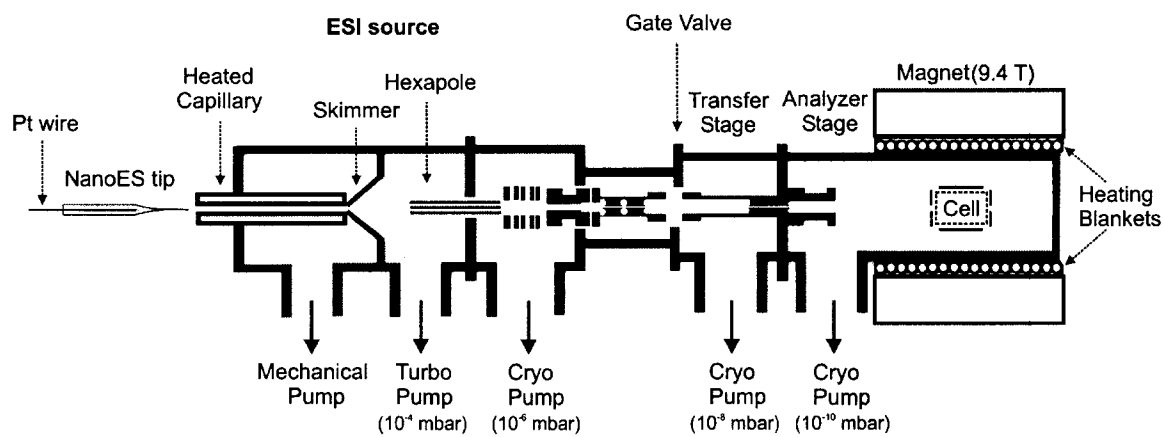 ESI source
Gate Valve
Heated
Capillary
Hexapole
Skimmer
Pt wire
NanoES tip
Transfer
Stage
Analyzer
Stage
Magnet(9.4 T)
Cell
Heating
Blankets
Mechanical
Pump
Turbo
Pump
(10⁻⁴ mbar)
Cryo
Pump
(10⁻⁶ mbar)
Cryo
Pump
(10⁻⁸ mbar)
Cryo
Pump
(10⁻¹⁰ mbar)